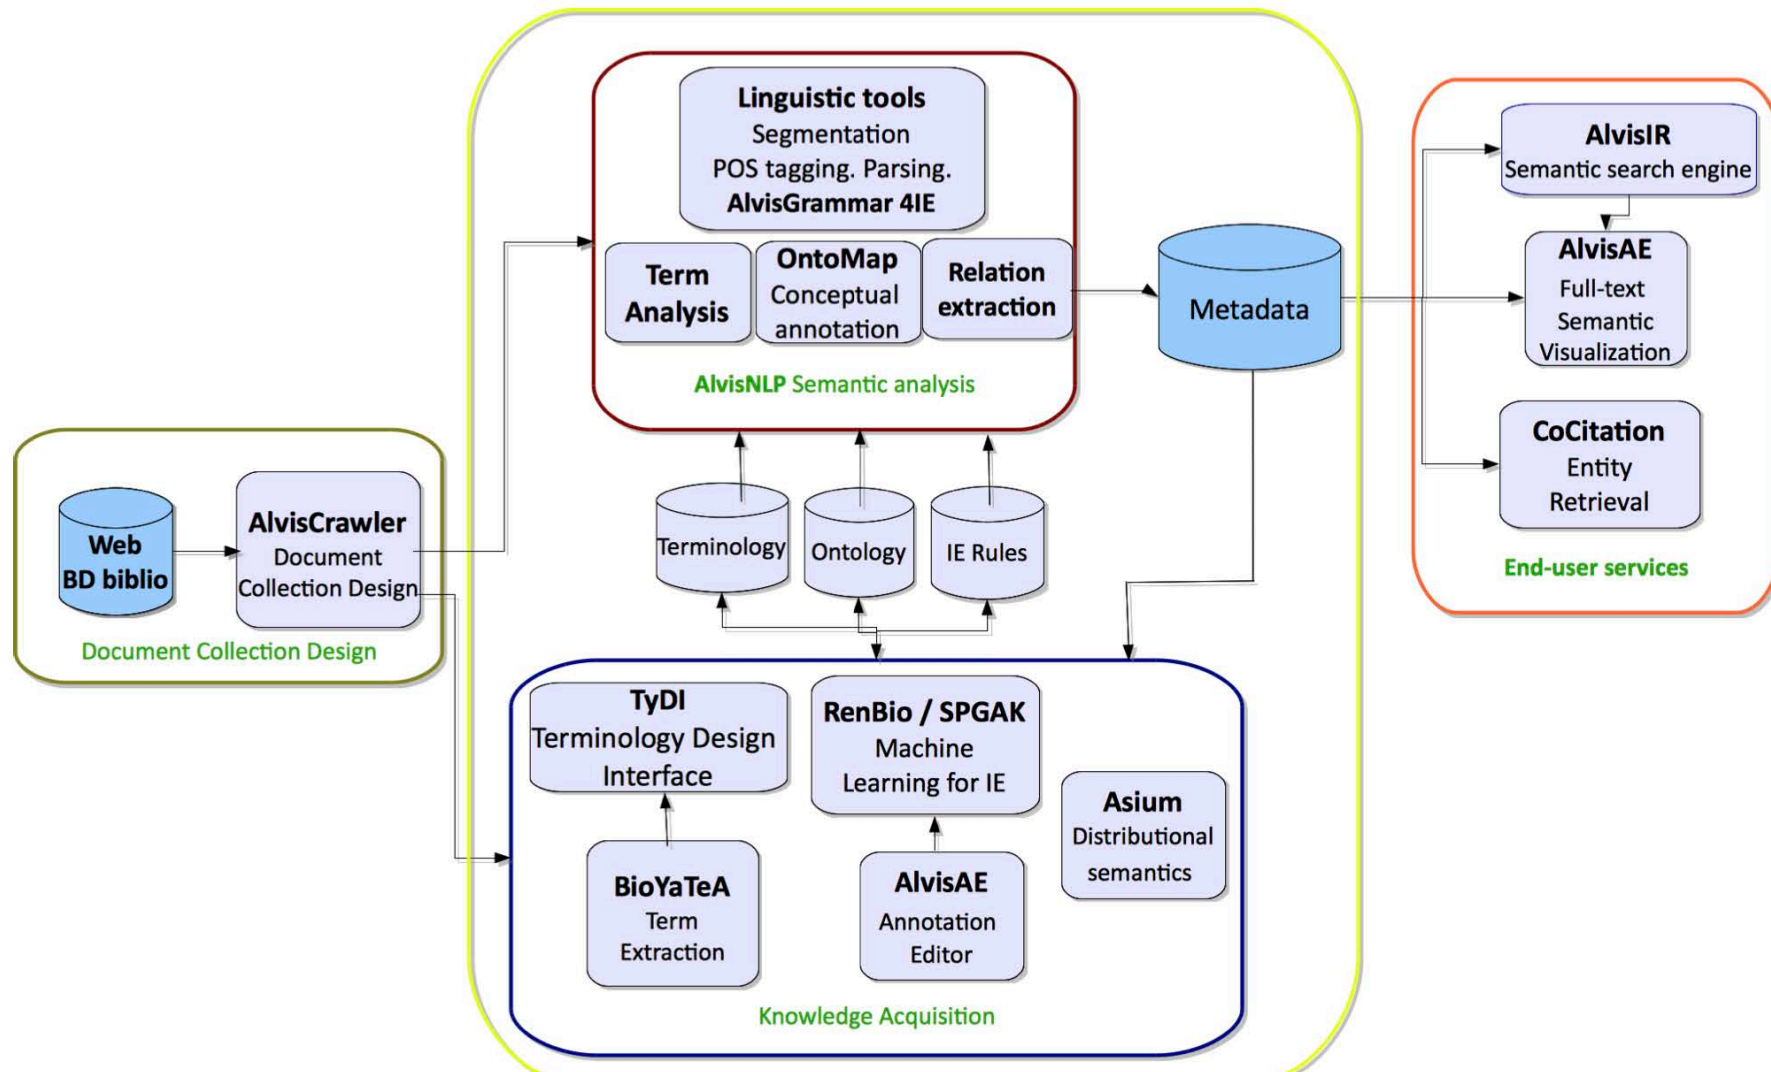 Linguistic tools
Segmentation
POS tagging. Parsing.
AlvisGrammar 4IE
Term
Analysis
OntoMap
Conceptual
annotation
Relation
extraction
AlvisNLP Semantic analysis
Metadata
AlvisIR
Semantic search engine
AlvisAE
Full-text
Semantic
Visualization
CoCitation
Entity
Retrieval
End-user services
Web
BD biblio
AlvisCrawler
Document
Collection Design
Document Collection Design
Terminology
Ontology
IE Rules
TyDI
Terminology Design
Interface
BioYaTeA
Term
Extraction
RenBio / SPGAK
Machine
Learning for IE
AlvisAE
Annotation
Editor
Asium
Distributional
semantics
Knowledge Acquisition